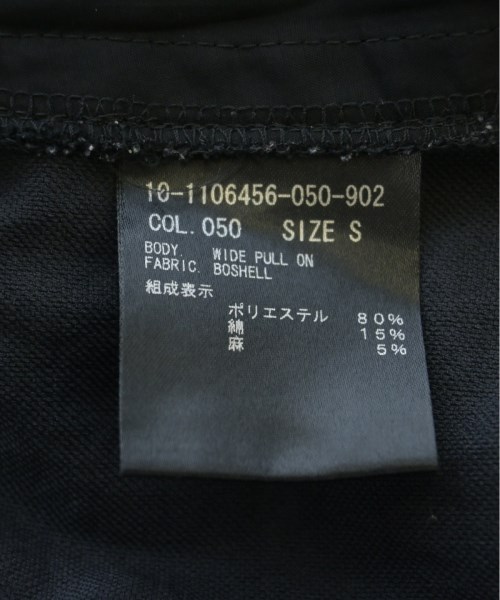 10-1106456-050-902
COL. 050 SIZE S
BODY. WIDE PULL ON
FABRIC. BOSHELL
組成表示
ポリエステル 80%
綿 15%
麻 5%